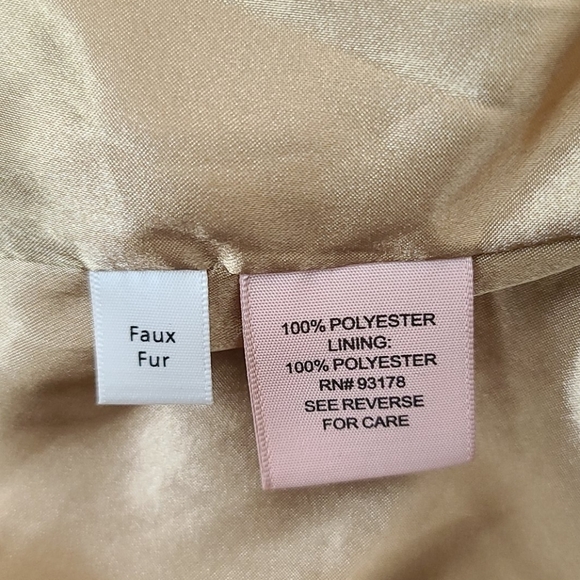 Faux
Fur
100% POLYESTER
LINING:
100% POLYESTER
RN# 93178
SEE REVERSE
FOR CARE